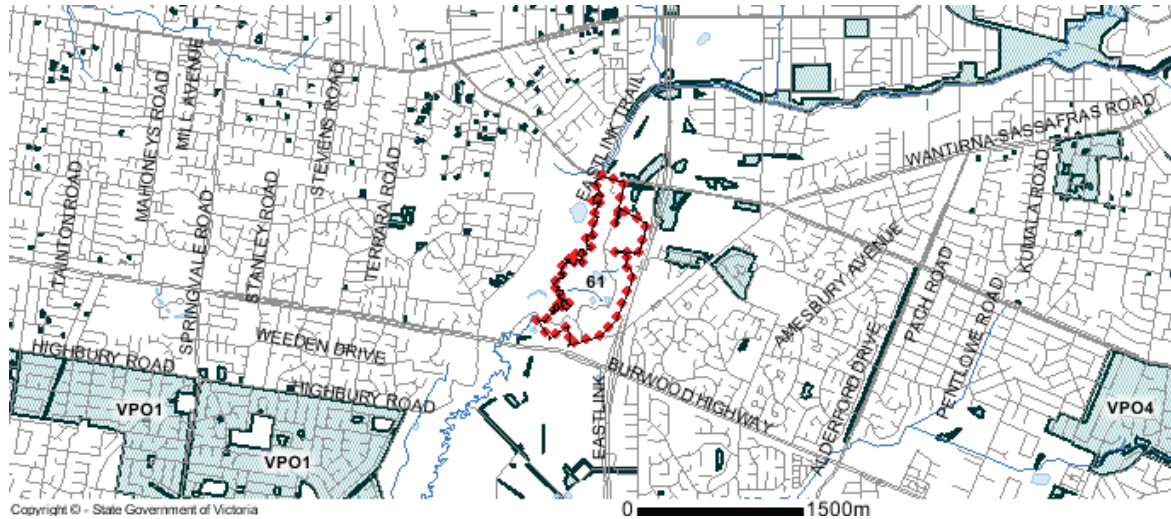 MILL AVENUE
MAHONEYS ROAD
STEVENS ROAD
EASTLINK TRAIL
WANTIRNA-SASSAFRAS ROAD
TAINTON ROAD
SPRINGVALE ROAD
STANLEY ROAD
TERRARA ROAD
KUMALA ROAD
AMESBURY AVENUE
PACH ROAD
PENTLOWE ROAD
61
WEEDEN DRIVE
HIGHBURY ROAD
HIGHBURY ROAD
EASTLINK
BURWOOD HIGHWAY
ALDERFORD DRIVE
VPO1
VPO1
VPO4
Copyright © - State Government of Victoria
0 1500m